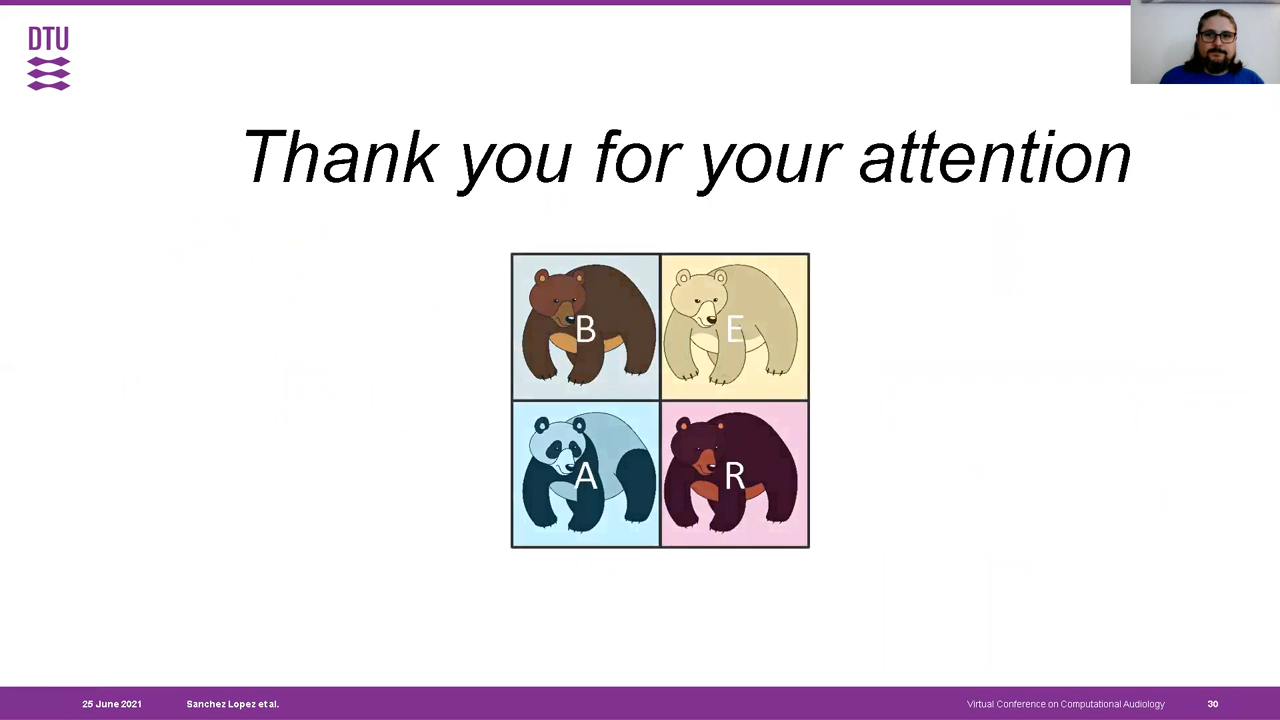 DTU
Thank you for your attention
B E
A R
25 June 2021 Sanchez Lopez et al. Virtual Conference on Computational Audiology 30